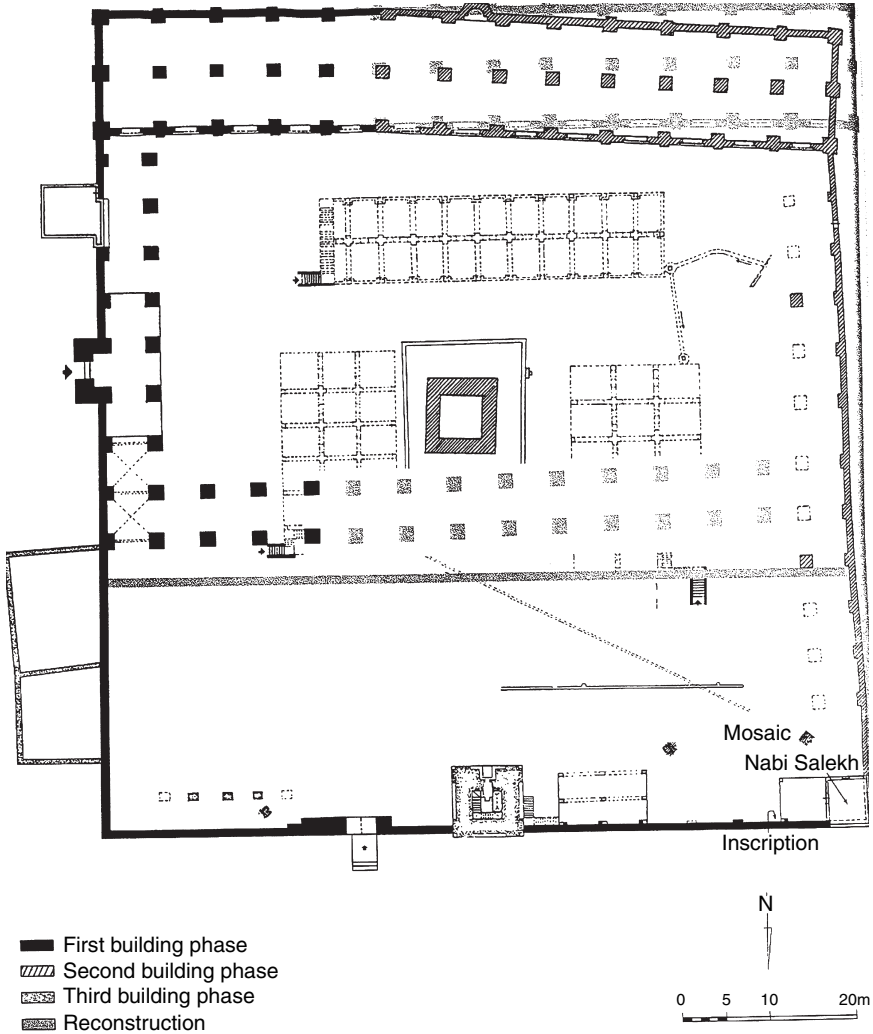 Mosaic
Nabi Salekh
Inscription
N
First building phase
Second building phase
Third building phase
Reconstruction
0 5 10 20m